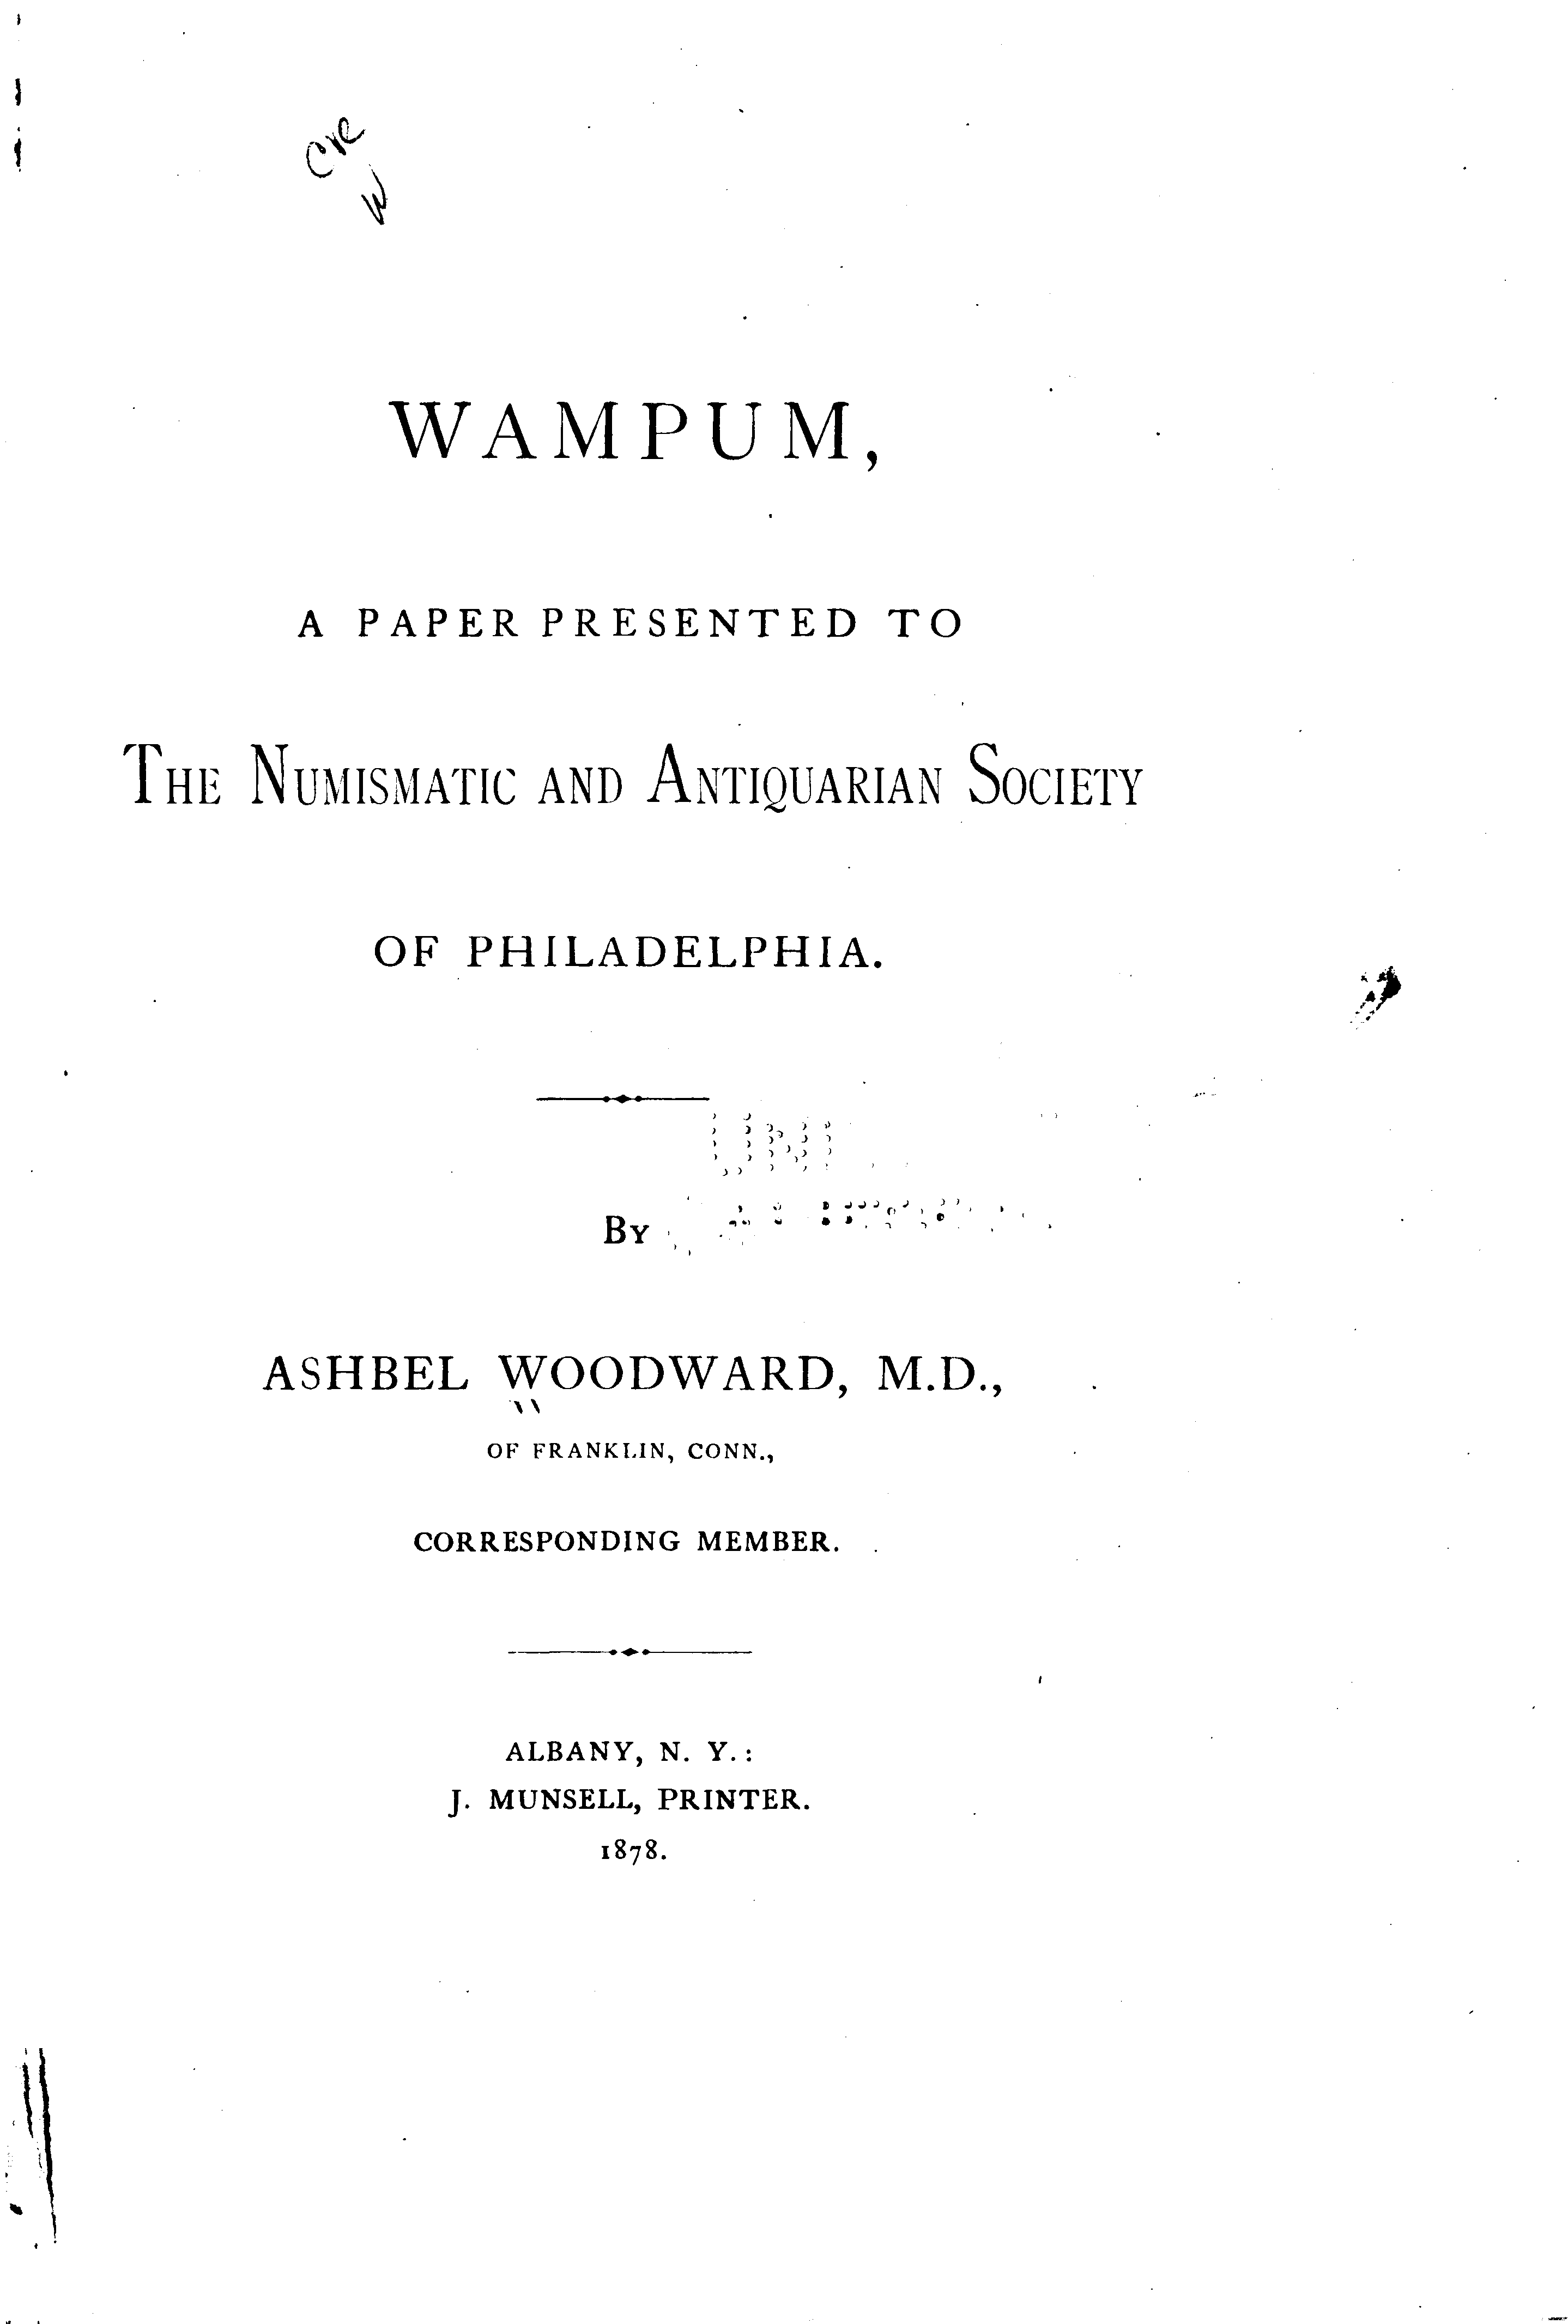 WAMPUM,
A PAPER PRESENTED TO
THE NUMISMATIC AND ANTIQUARIAN SOCIETY
OF PHILADELPHIA.
BY
ASHBEL WOODWARD, M.D.,
OF FRANKLIN, CONN.,
CORRESPONDING MEMBER.
ALBANY, N. Y.:
J. MUNSELL, PRINTER.
1878.